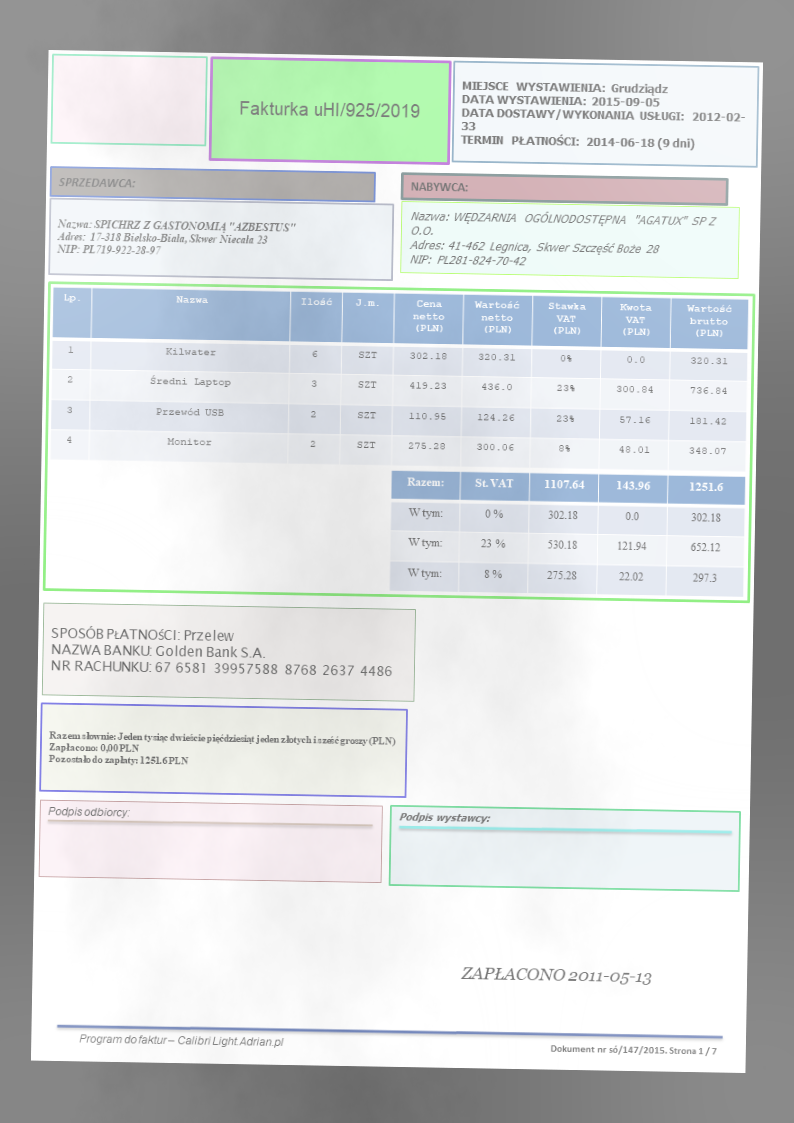 Fakturka uHI/925/2019
MIEJSCE WYSTAWIENIA: Grudziądz
DATA WYSTAWIENIA: 2015-09-05
DATA DOSTAWY/WYKONANIA USŁUGI: 2012-02-
33
TERMIN PŁATNOŚCI: 2014-06-18 (9 dni)
SPRZEDAWCA:
Nazwa: SPICHRZ Z GASTONOMIĄ "AZBESTUS"
Adres: 17-318 Bielsko-Biała, Skwer Niecała 23
NIP: PL719-922-28-97
NABYWCA:
Nazwa: WĘDZARNIA OGÓLNODOSTĘPNA "AGATUX" SP Z
O.O.
Adres: 41-462 Legnica, Skwer Szczęść Boże 28
NIP: PL281-824-70-42
Lp. Nazwa Ilość J.m. Cena netto (PLN) Wartość netto (PLN) Stawka VAT (PLN) Kwota VAT (PLN) Wartość brutto (PLN)
1 Kilwater 6 SZT 302.18 320.31 0% 0.0 320.31
2 Średni Laptop 3 SZT 419.23 436.0 23% 300.84 736.84
3 Przewód USB 2 SZT 110.95 124.26 23% 57.16 181.42
4 Monitor 2 SZT 275.28 300.06 8% 48.01 348.07
Razem: St. VAT 1107.64 143.96 1251.6
W tym: 0 % 302.18 0.0 302.18
W tym: 23 % 530.18 121.94 652.12
W tym: 8 % 275.28 22.02 297.3
SPOSÓB PŁATNOŚCI: Przelew
NAZWA BANKU: Golden Bank S.A.
NR RACHUNKU: 67 6581 39957588 8768 2637 4486
Razem słownie: Jeden tysiąc dwieście pięćdziesiąt jeden złotych i sześć groszy (PLN)
Zapłacono: 0,00 PLN
Pozostało do zapłaty: 1251.6 PLN
Podpis odbiorcy:
Podpis wystawcy:
ZAPŁACONO 2011-05-13
Program do faktur – Calibri Light.Adrian.pl
Dokument nr só/147/2015. Strona 1 / 7